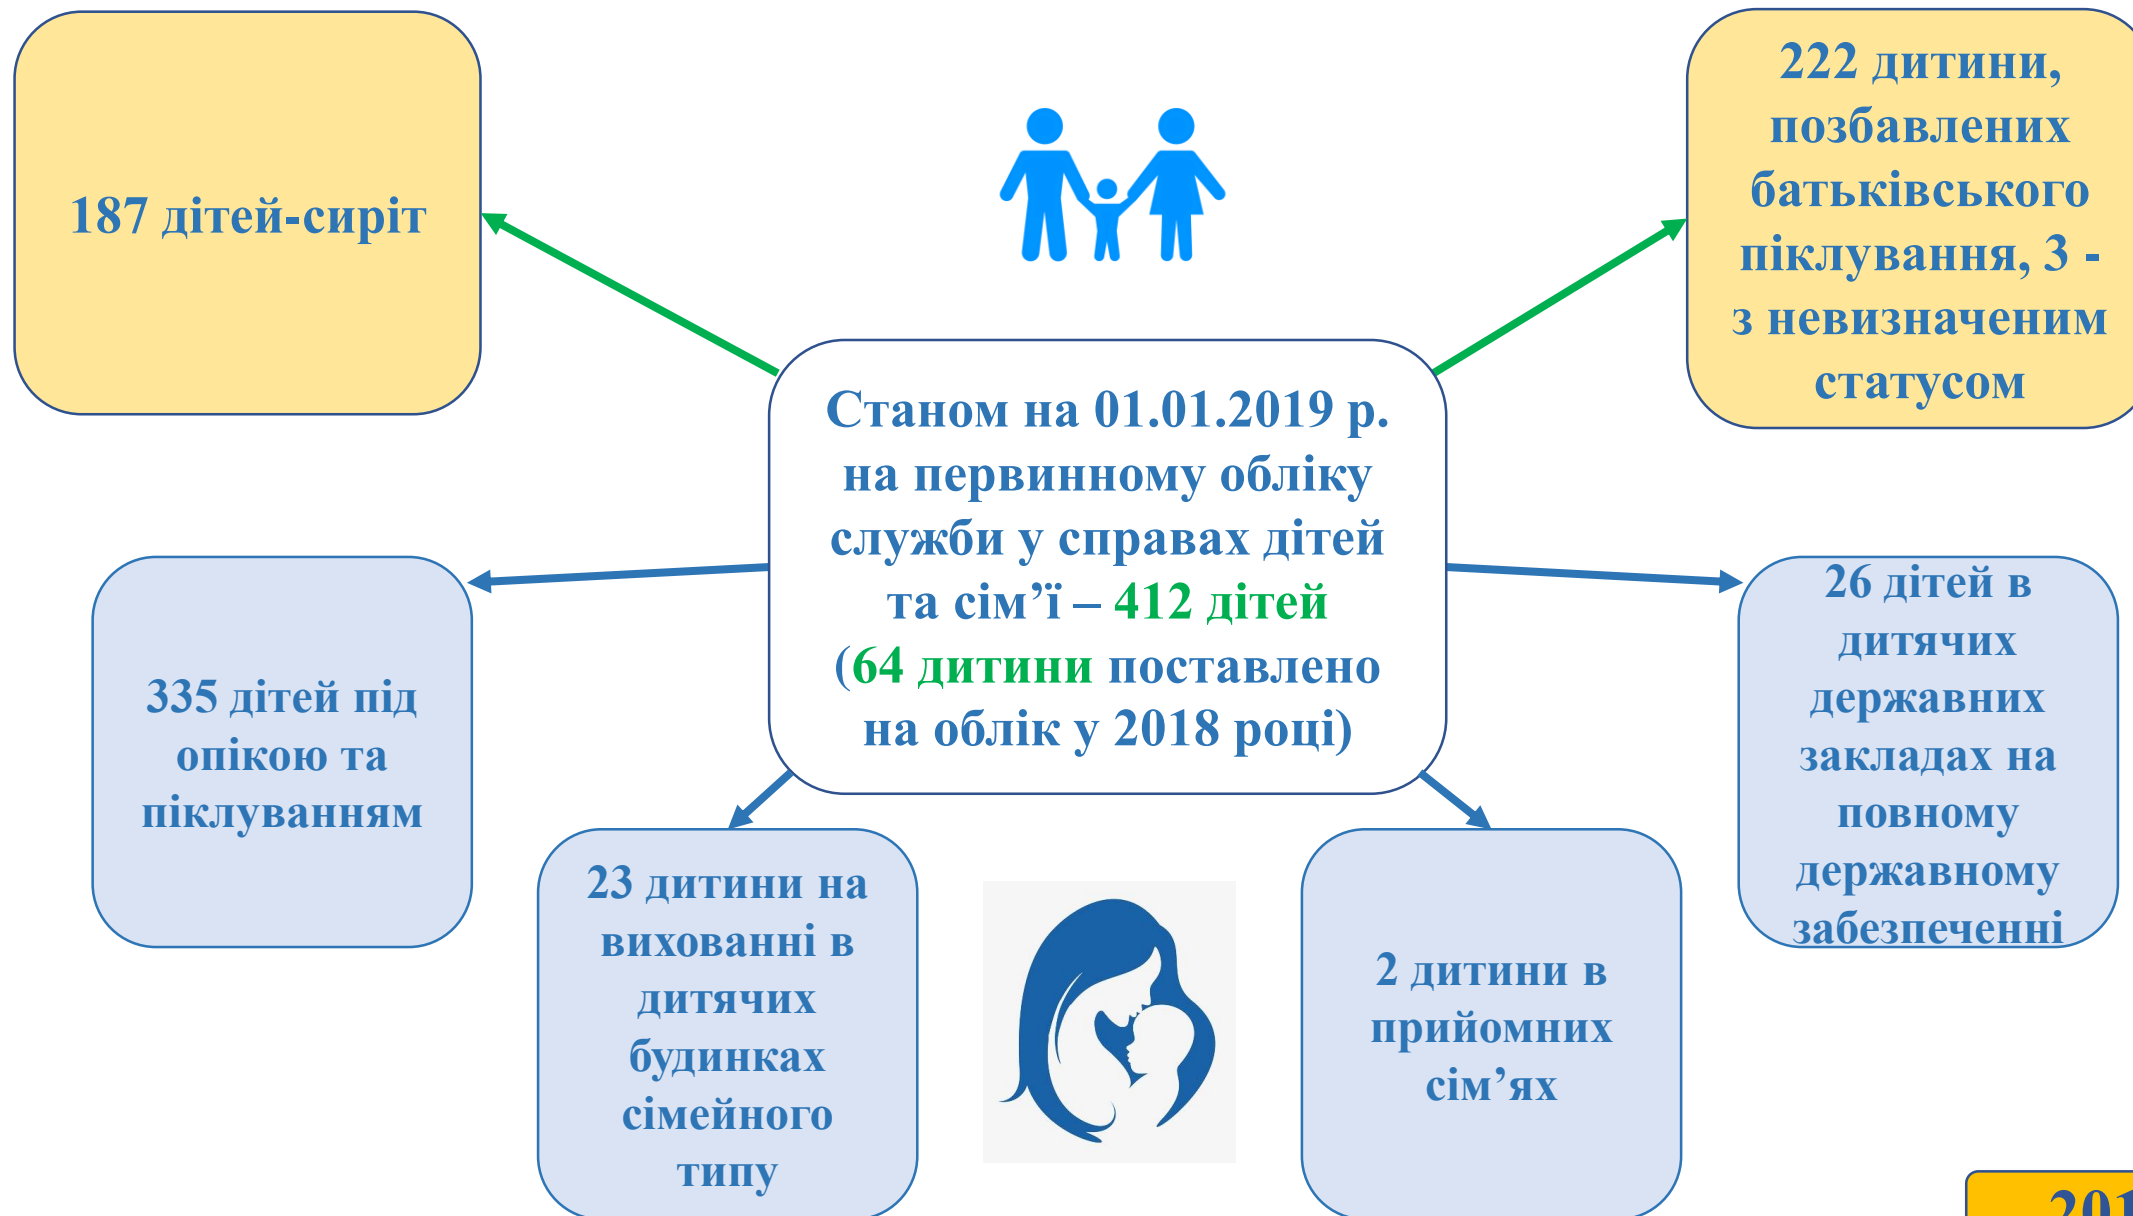 187 дітей-сиріт
222 дитини,
позбавлених
батьківського
піклування, 3 -
з невизначеним
статусом
Станом на 01.01.2019 р.
на первинному обліку
служби у справах дітей
та сім’ї – 412 дітей
(64 дитини поставлено
на облік у 2018 році)
335 дітей під
опікою та
піклуванням
23 дитини на
вихованні в
дитячих
будинках
сімейного
типу
2 дитини в
прийомних
сім’ях
26 дітей в
дитячих
державних
закладах на
повному
державному
забезпеченні